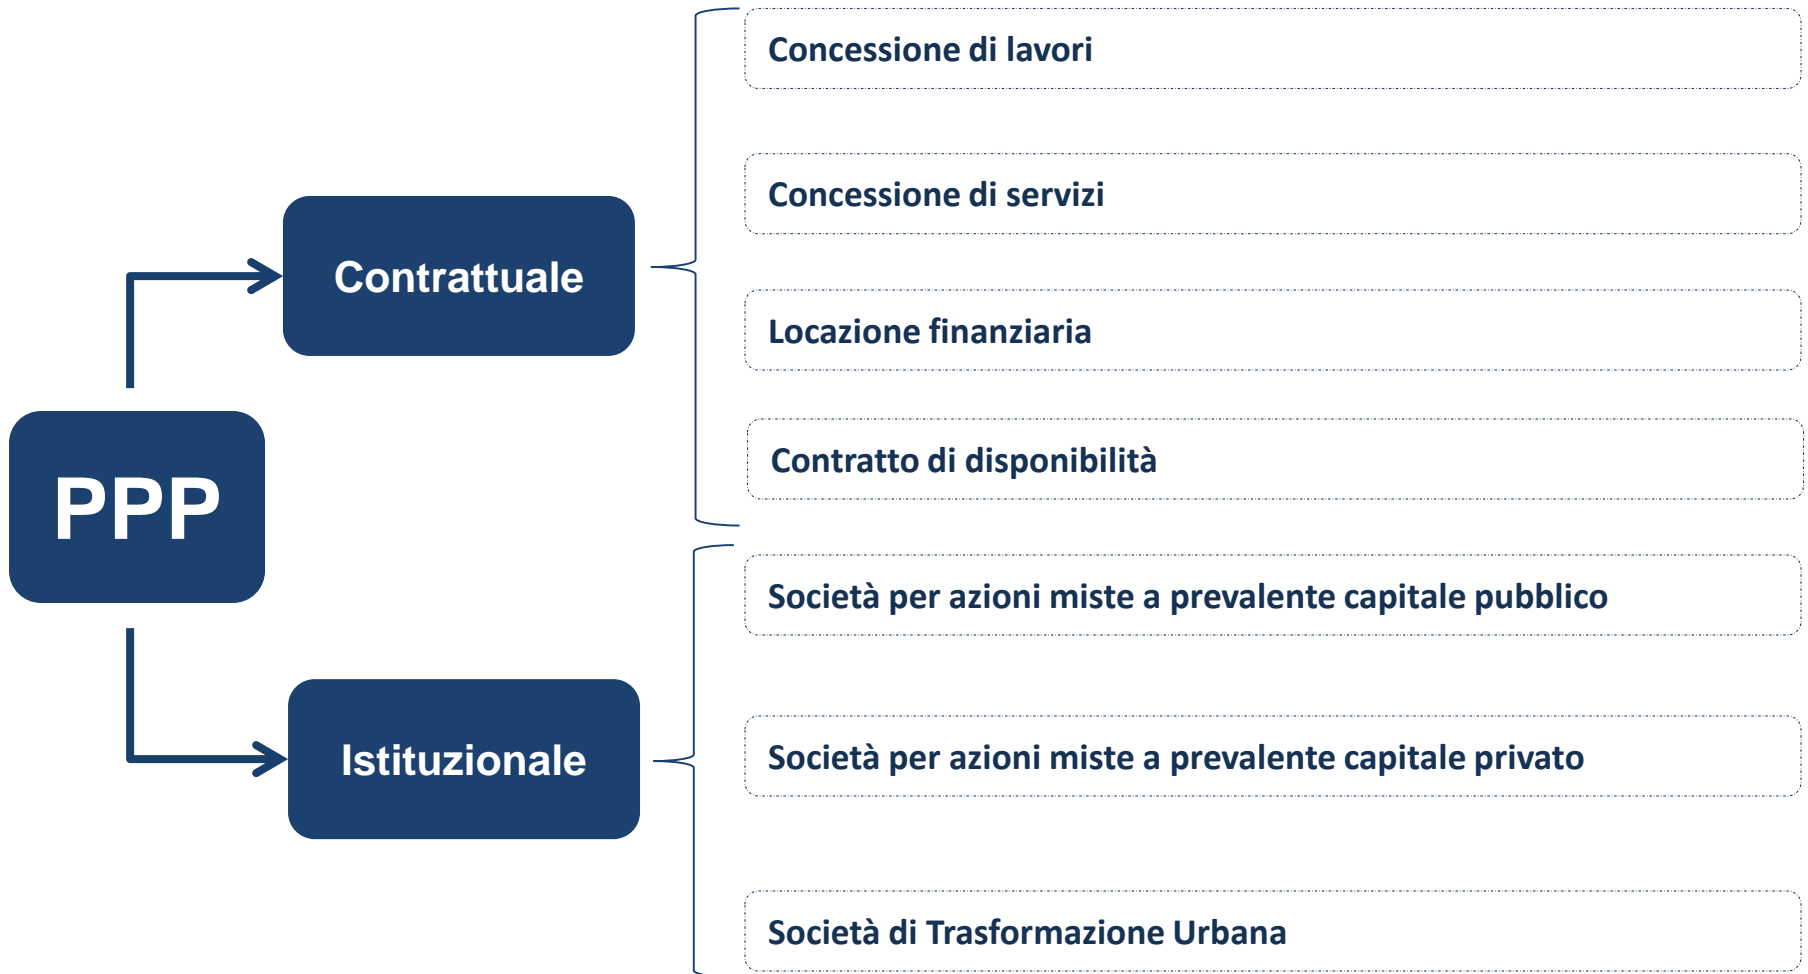 PPP
Contrattuale
Concessione di lavori
Concessione di servizi
Locazione finanziaria
Contratto di disponibilità
Istituzionale
Società per azioni miste a prevalente capitale pubblico
Società per azioni miste a prevalente capitale privato
Società di Trasformazione Urbana